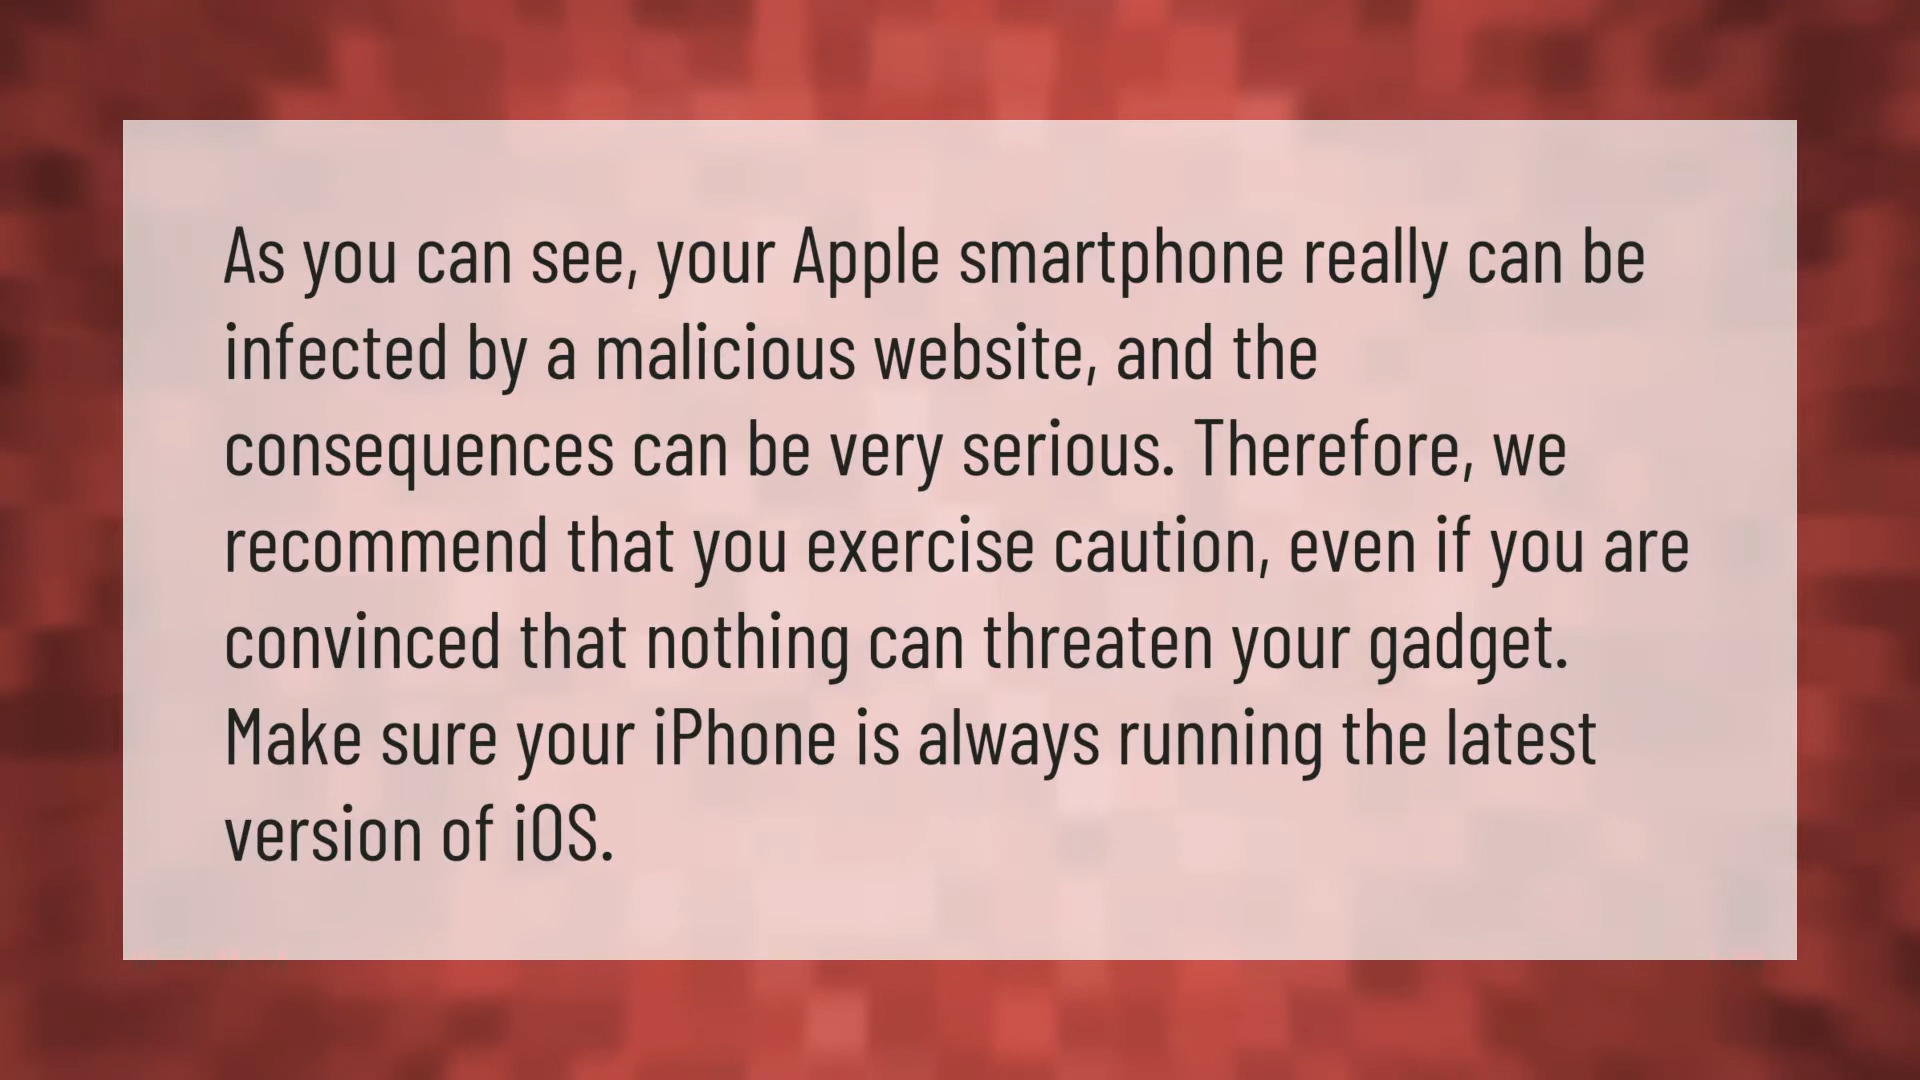 As you can see, your Apple smartphone really can be
infected by a malicious website, and the
consequences can be very serious. Therefore, we
recommend that you exercise caution, even if you are
convinced that nothing can threaten your gadget.
Make sure your iPhone is always running the latest
version of iOS.